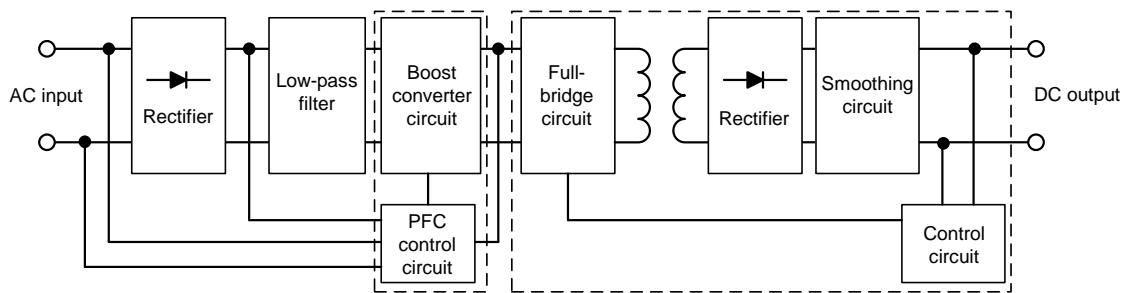 AC input
Rectifier
Low-pass
filter
Boost
converter
circuit
PFC
control
circuit
Full-
bridge
circuit
Rectifier
Smoothing
circuit
Control
circuit
DC output